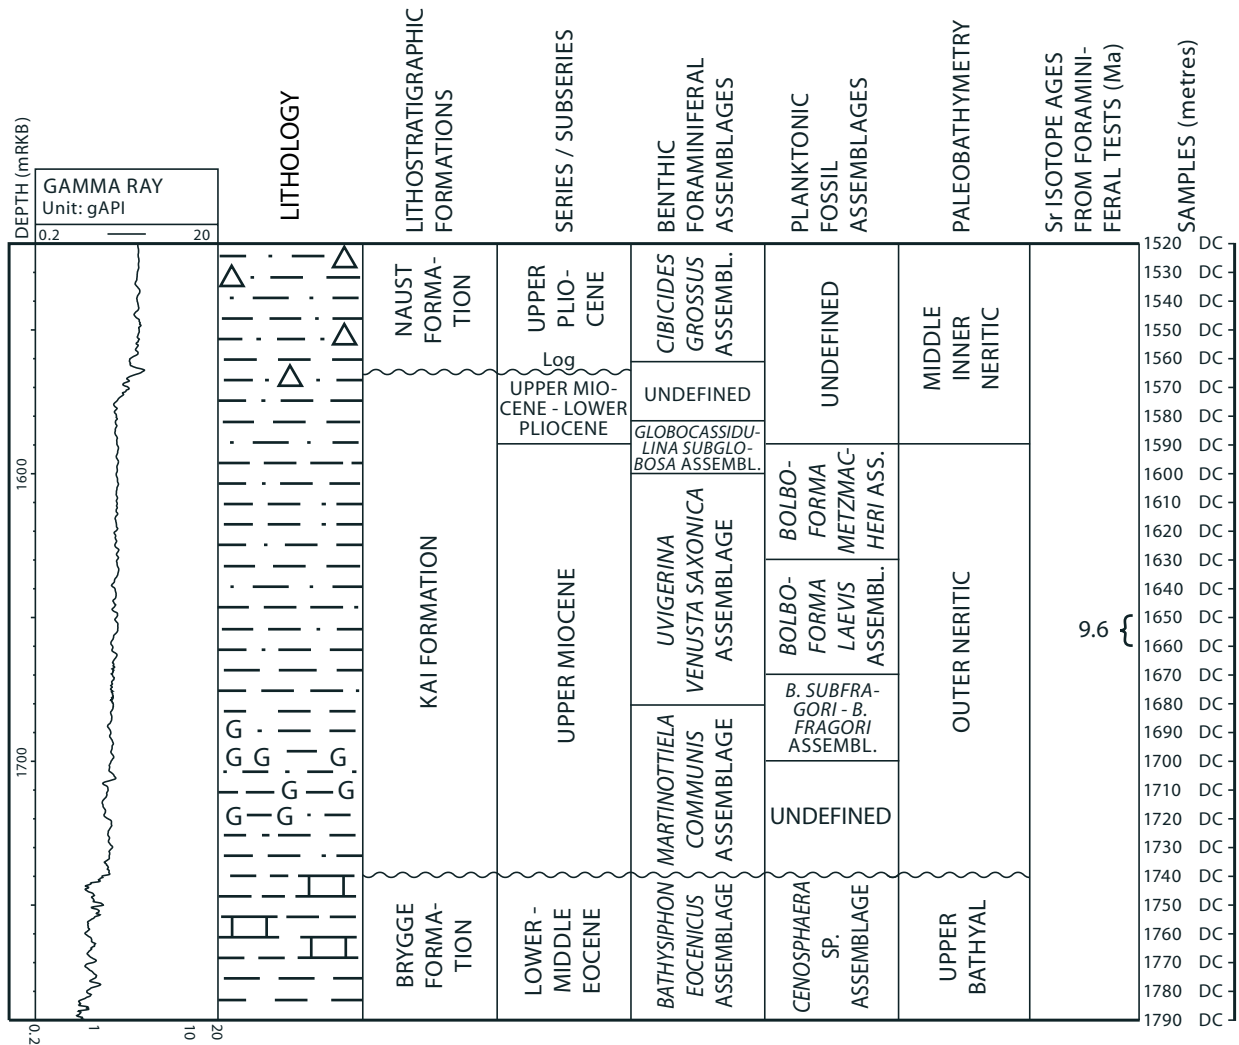 DEPTH (mRKB)
GAMMA RAY
Unit: gAPI
0.2
20
LITHOLOGY
LITHOSTRATIGRAPHIC
FORMATIONS
SERIES / SUBSERIES
BENTHIC
FORAMINIFERAL
ASSEMBLAGES
PLANKTONIC
FOSSIL
ASSEMBLAGES
PALEOBATHYMETRY
Sr ISOTOPE AGES
FROM FORAMINI-
FERAL TESTS (Ma)
SAMPLES (metres)
1600
1700
0.2
1
10
20
G
G G G
G G
G G
NAUST
FORMA-
TION
KAI FORMATION
BRYGGE
FORMA-
TION
UPPER
PLIO-
CENE
Log
UPPER MIO-
CENE - LOWER
PLIOCENE
UPPER MIOCENE
LOWER -
MIDDLE
EOCENE
CIBICIDES
GROSSUS
ASSEMBL.
UNDEFINED
GLOBOCASSIDU-
LINA SUBGLO-
BOSA ASSEMBL.
UVIGERINA
VENUSTA SAXONICA
ASSEMBLAGE
MARTINOTTIELA
COMMUNIS
ASSEMBLAGE
BATHYSIPHON
EOCENICUS
ASSEMBLAGE
UNDEFINED
BOLBO-
FORMA
METZMAC-
HERI ASS.
BOLBO-
FORMA
LAEVIS
ASSEMBL.
B. SUBFRA-
GORI - B.
FRAGORI
ASSEMBL.
UNDEFINED
CENOSPHAERA
SP.
ASSEMBLAGE
MIDDLE
INNER
NERITIC
OUTER NERITIC
UPPER
BATHYAL
9.6
1520 DC
1530 DC
1540 DC
1550 DC
1560 DC
1570 DC
1580 DC
1590 DC
1600 DC
1610 DC
1620 DC
1630 DC
1640 DC
1650 DC
1660 DC
1670 DC
1680 DC
1690 DC
1700 DC
1710 DC
1720 DC
1730 DC
1740 DC
1750 DC
1760 DC
1770 DC
1780 DC
1790 DC